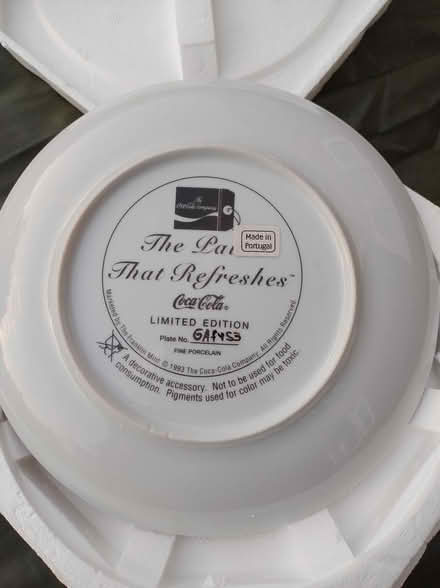 The Coca-Cola Company
The Pau
Made in
Portugal
That Refreshes™
Coca-Cola®
LIMITED EDITION
Plate No.
FINE PORCELAIN
Marketed by The Franklin Mint. © 1993 The Coca-Cola Company. All Rights Reserved.
A decorative accessory. Not to be used for food
consumption. Pigments used for color may be toxic.